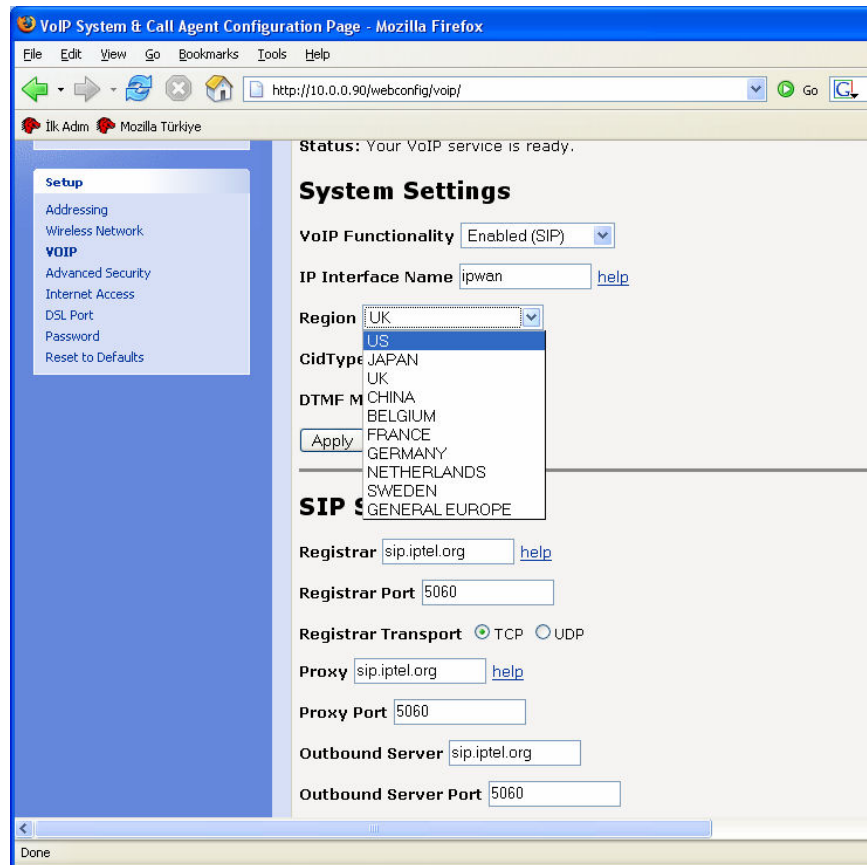 VoIP System & Call Agent Configuration Page - Mozilla Firefox
File Edit View Go Bookmarks Tools Help
http://10.0.0.90/webconfig/voip/ Go G
İlk Adım Mozilla Türkiye
Status: Your VoIP service is ready.
Setup
Addressing
Wireless Network
VOIP
Advanced Security
Internet Access
DSL Port
Password
Reset to Defaults
System Settings
VoIP Functionality Enabled (SIP)
IP Interface Name ipwan help
Region UK
US
CidType JAPAN
UK
DTMF M CHINA
BELGIUM
Apply FRANCE
GERMANY
NETHERLANDS
SWEDEN
SIP S GENERAL EUROPE
Registrar sip.iptel.org help
Registrar Port 5060
Registrar Transport TCP UDP
Proxy sip.iptel.org help
Proxy Port 5060
Outbound Server sip.iptel.org
Outbound Server Port 5060
Done